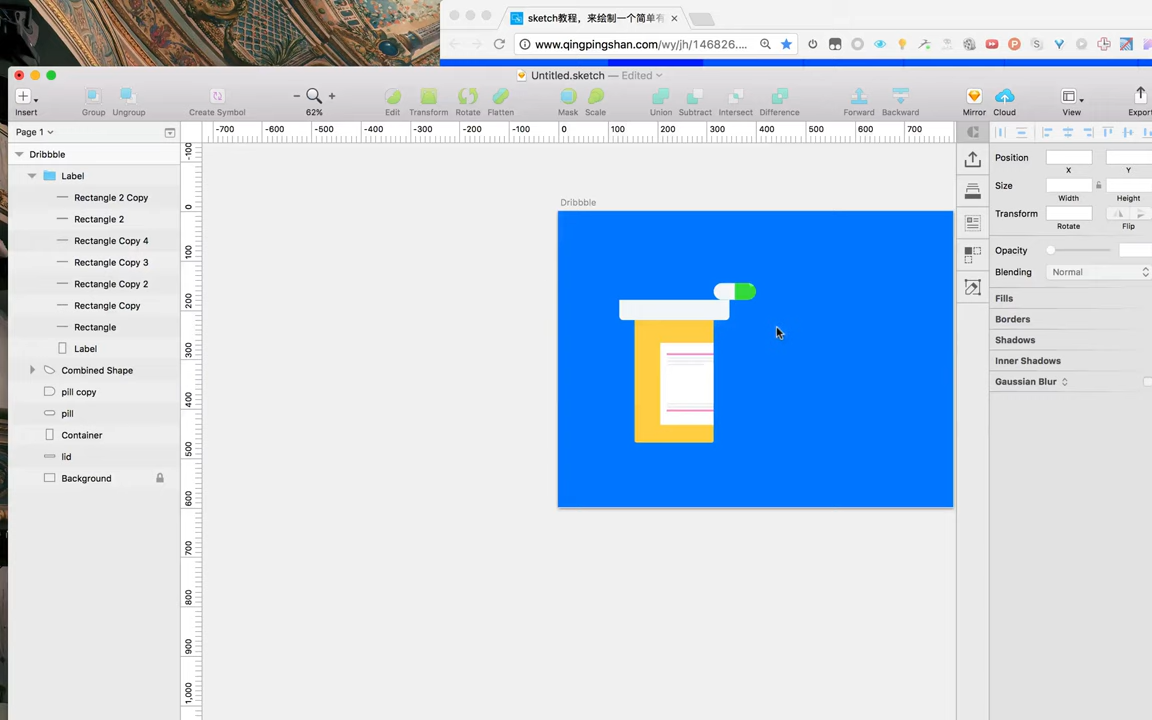 sketch教程，来绘制一个简单有
www.qingpingshan.com/wy/jh/146826....
Untitled.sketch — Edited
Insert
Group
Ungroup
Create Symbol
62%
Edit
Transform
Rotate
Flatten
Mask
Scale
Union
Subtract
Intersect
Difference
Forward
Backward
Mirror
Cloud
View
Export
Page 1
-700 -600 -500 -400 -300 -200 -100 0 100 200 300 400 500 600 700
Dribbble
Label
Rectangle 2 Copy
Rectangle 2
Rectangle Copy 4
Rectangle Copy 3
Rectangle Copy 2
Rectangle Copy
Rectangle
Label
Combined Shape
pill copy
pill
Container
lid
Background
-100
0
100
200
300
400
500
600
700
800
900
1,000
Dribbble
Position
X
Y
Size
Width
Height
Transform
Rotate
Flip
Opacity
Blending
Normal
Fills
Borders
Shadows
Inner Shadows
Gaussian Blur